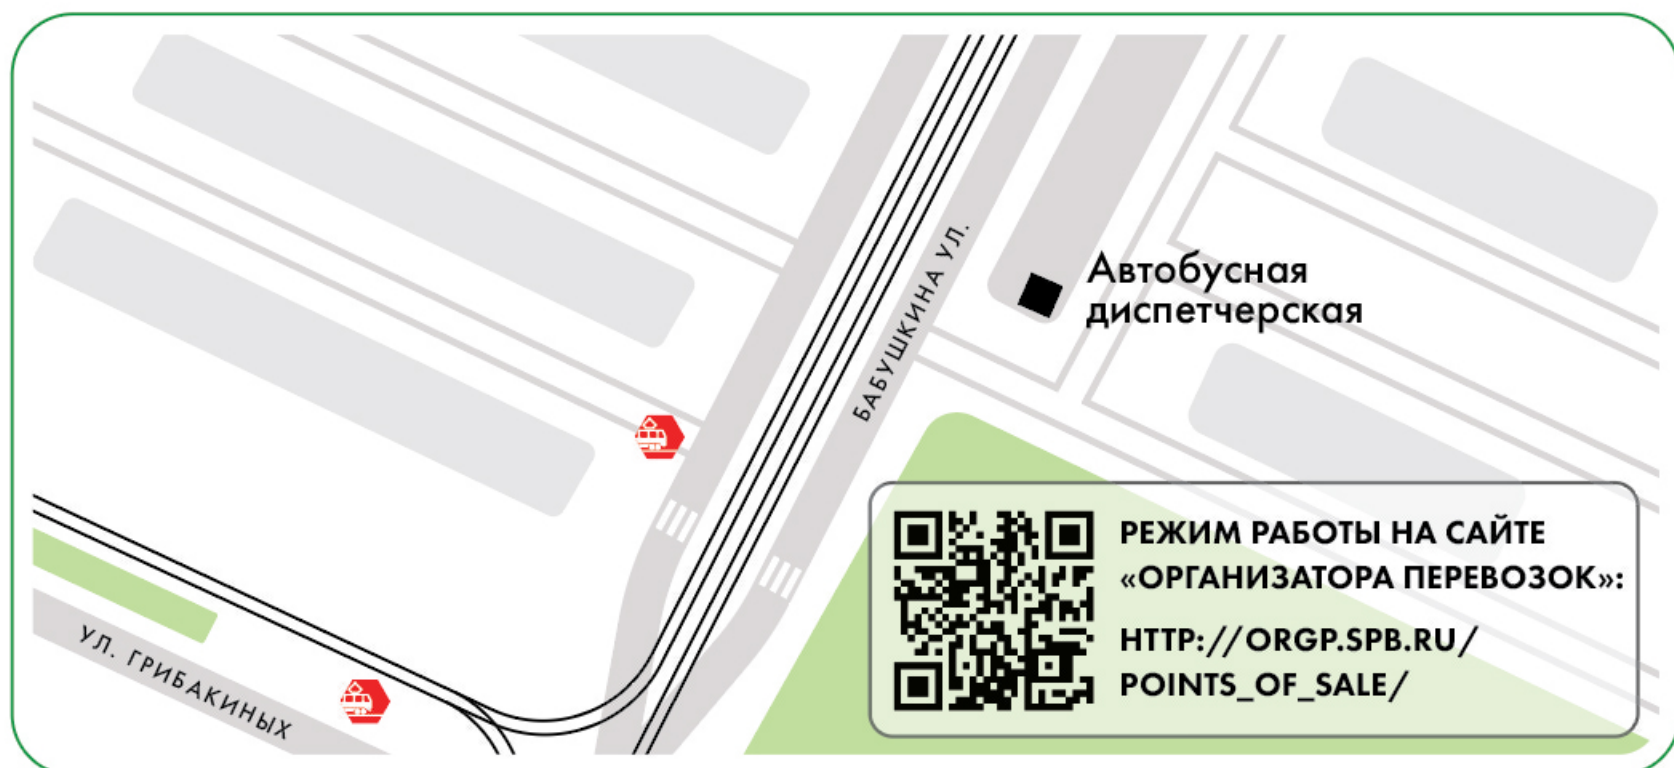 БАБУШКИНА УЛ.
Автобусная
диспетчерская
УЛ. ГРИБАКИНЫХ
РЕЖИМ РАБОТЫ НА САЙТЕ
«ОРГАНИЗАТОРА ПЕРЕВОЗОК»:
HTTP://ORGP.SPB.RU/
POINTS_OF_SALE/